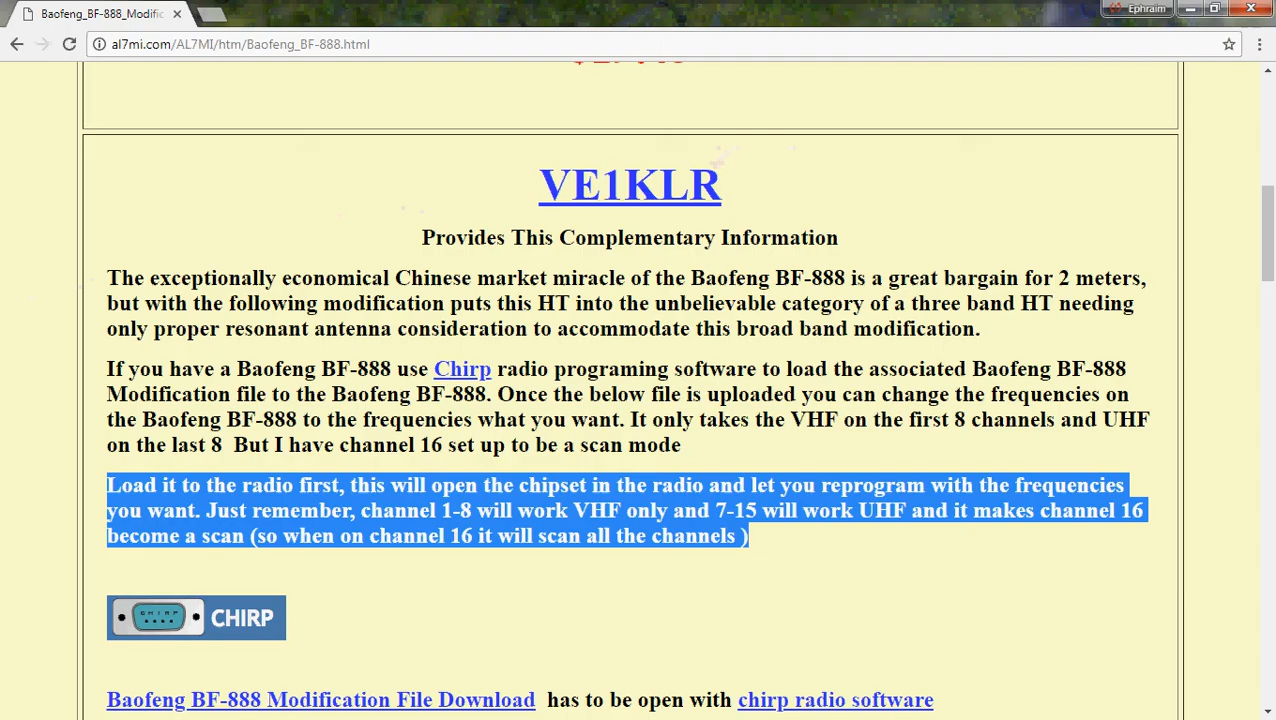 Baofeng_BF-888_Modific
Ephraim
al7mi.com/AL7MI/htm/Baofeng_BF-888.html
VE1KLR
Provides This Complementary Information
The exceptionally economical Chinese market miracle of the Baofeng BF-888 is a great bargain for 2 meters,
but with the following modification puts this HT into the unbelievable category of a three band HT needing
only proper resonant antenna consideration to accommodate this broad band modification.
If you have a Baofeng BF-888 use Chirp radio programing software to load the associated Baofeng BF-888
Modification file to the Baofeng BF-888. Once the below file is uploaded you can change the frequencies on
the Baofeng BF-888 to the frequencies what you want. It only takes the VHF on the first 8 channels and UHF
on the last 8 But I have channel 16 set up to be a scan mode
Load it to the radio first, this will open the chipset in the radio and let you reprogram with the frequencies
you want. Just remember, channel 1-8 will work VHF only and 7-15 will work UHF and it makes channel 16
become a scan (so when on channel 16 it will scan all the channels )
CHIRP
CHIRP
Baofeng BF-888 Modification File Download has to be open with chirp radio software